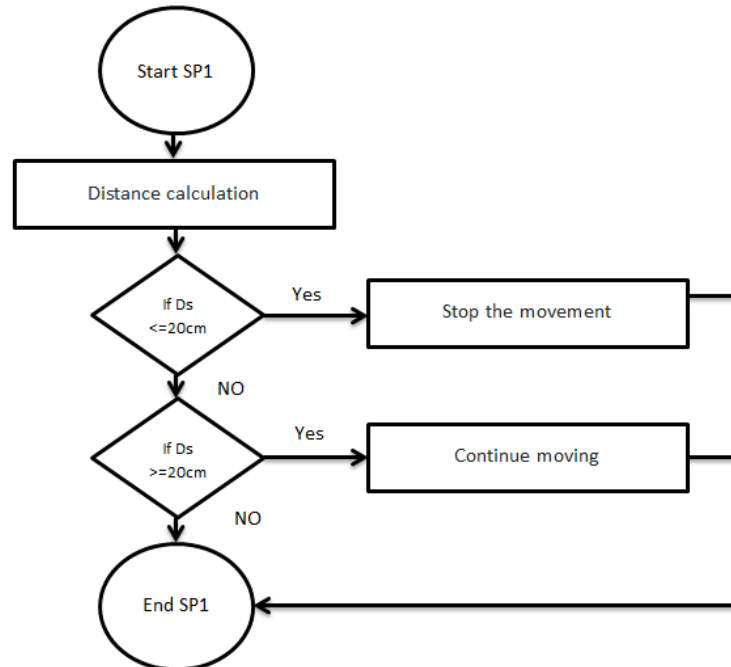 Start SP1
Distance calculation
If Ds
<=20cm
Yes
Stop the movement
NO
If Ds
>=20cm
Yes
Continue moving
NO
End SP1